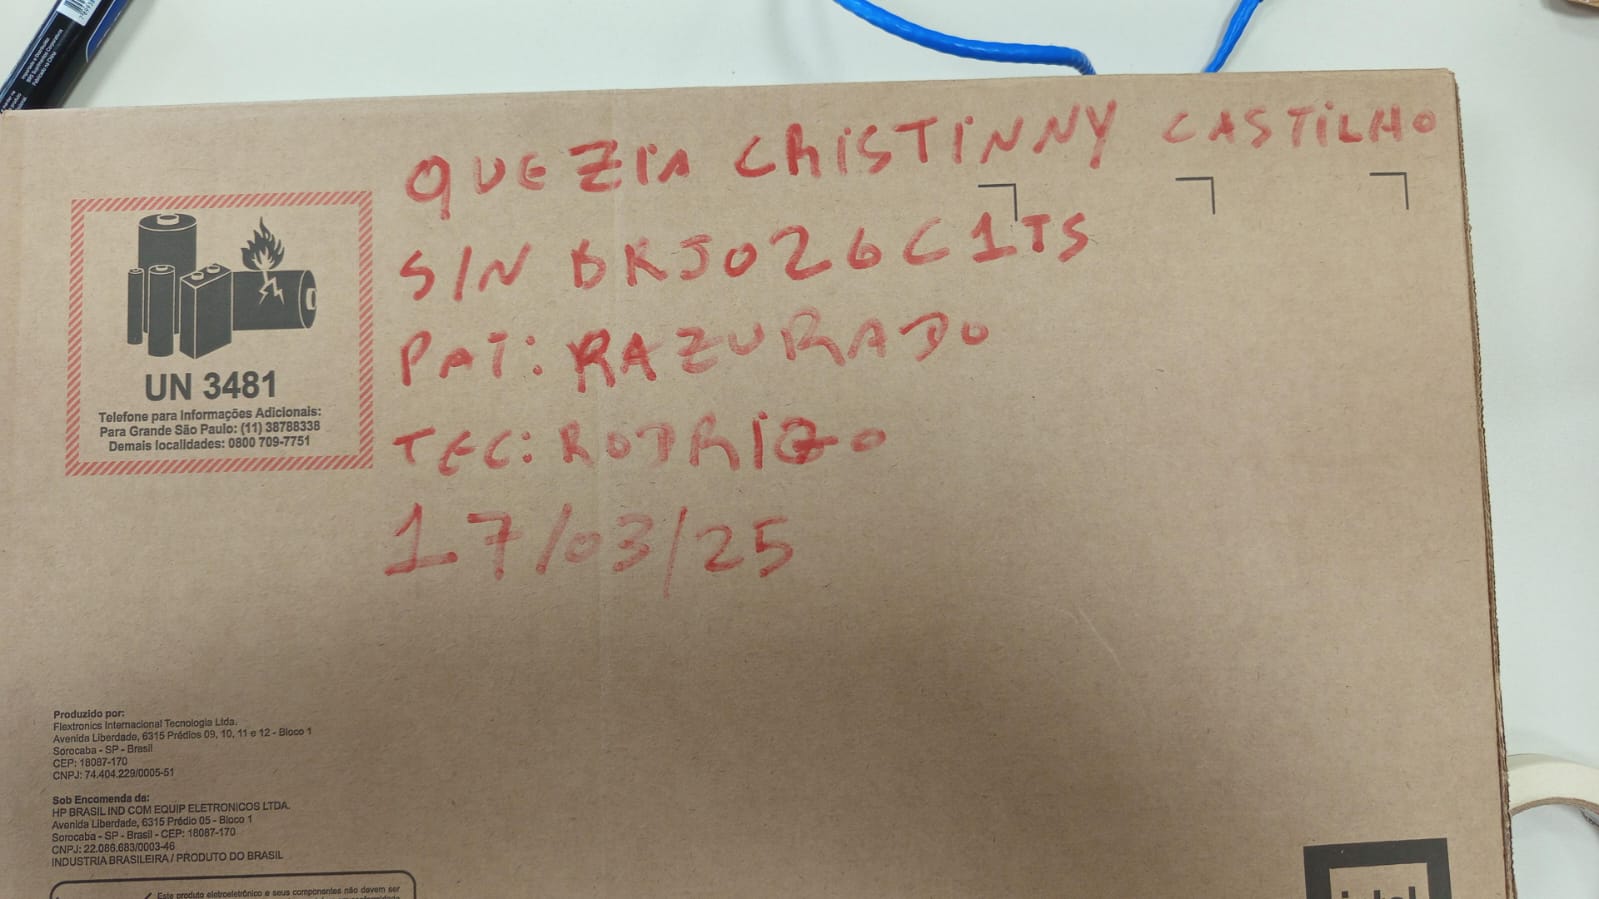 QUEZIA CRISTINNY CASTILHO
S/N BRJ026C1TS
PAT: RAZURADO
TEC: RODRIGO
17/03/25
UN 3481
Telefone para Informações Adicionais:
Para Grande São Paulo: (11) 38788338
Demais localidades: 0800 709-7751
Produzido por:
Flextronics Internacional Tecnologia Ltda.
Avenida Liberdade, 6315 Prédios 09, 10, 11 e 12 - Bloco 1
Sorocaba - SP - Brasil
CEP: 18087-170
CNPJ: 74.404.229/0005-51
Sob Encomenda da:
HP BRASIL IND COM EQUIP ELETRONICOS LTDA.
Avenida Liberdade, 6315 Prédio 05 - Bloco 1
Sorocaba - SP - Brasil - CEP: 18087-170
CNPJ: 22.086.683/0003-46
INDUSTRIA BRASILEIRA / PRODUTO DO BRASIL
Este produto eletroeletrônico e seus componentes não devem ser